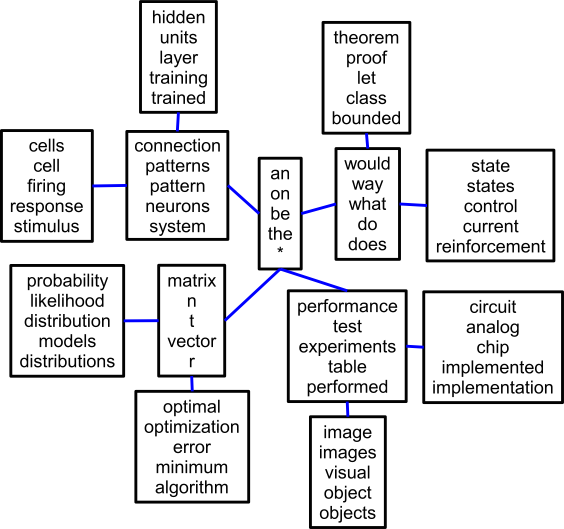 hidden
units
layer
training
trained
theorem
proof
let
class
bounded
cells
cell
firing
response
stimulus
connection
patterns
pattern
neurons
system
an
on
be
the
*
would
way
what
do
does
state
states
control
current
reinforcement
probability
likelihood
distribution
models
distributions
matrix
n
t
vector
r
performance
test
experiments
table
performed
circuit
analog
chip
implemented
implementation
optimal
optimization
error
minimum
algorithm
image
images
visual
object
objects